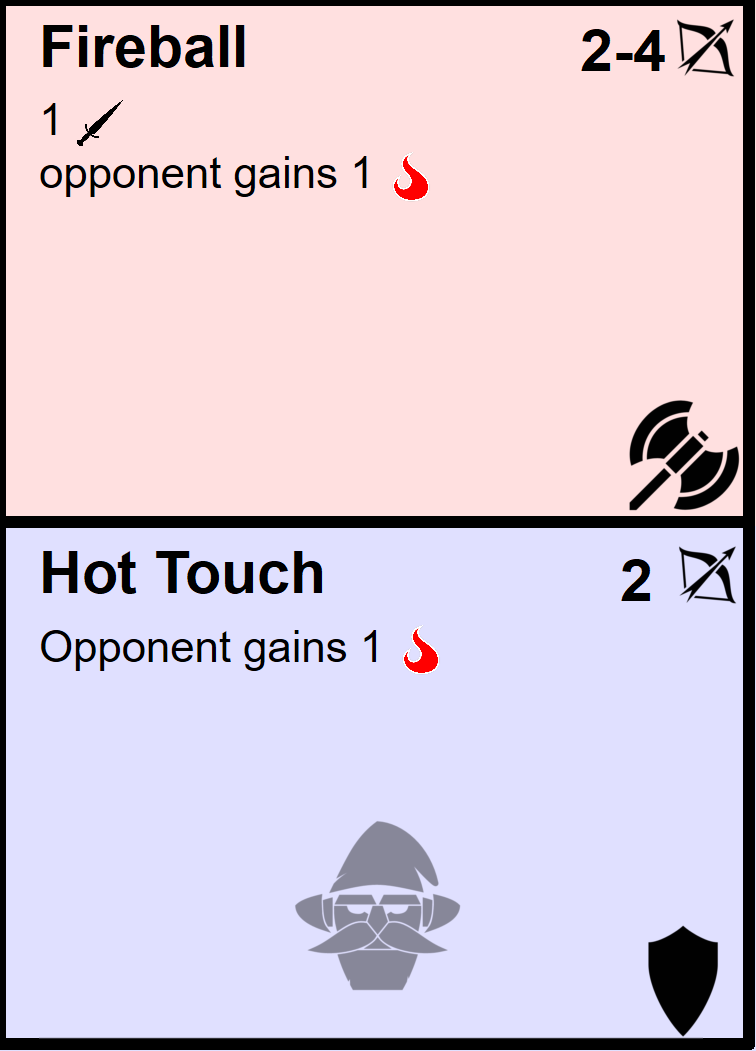 Fireball 2-4
1
opponent gains 1
Hot Touch 2
Opponent gains 1